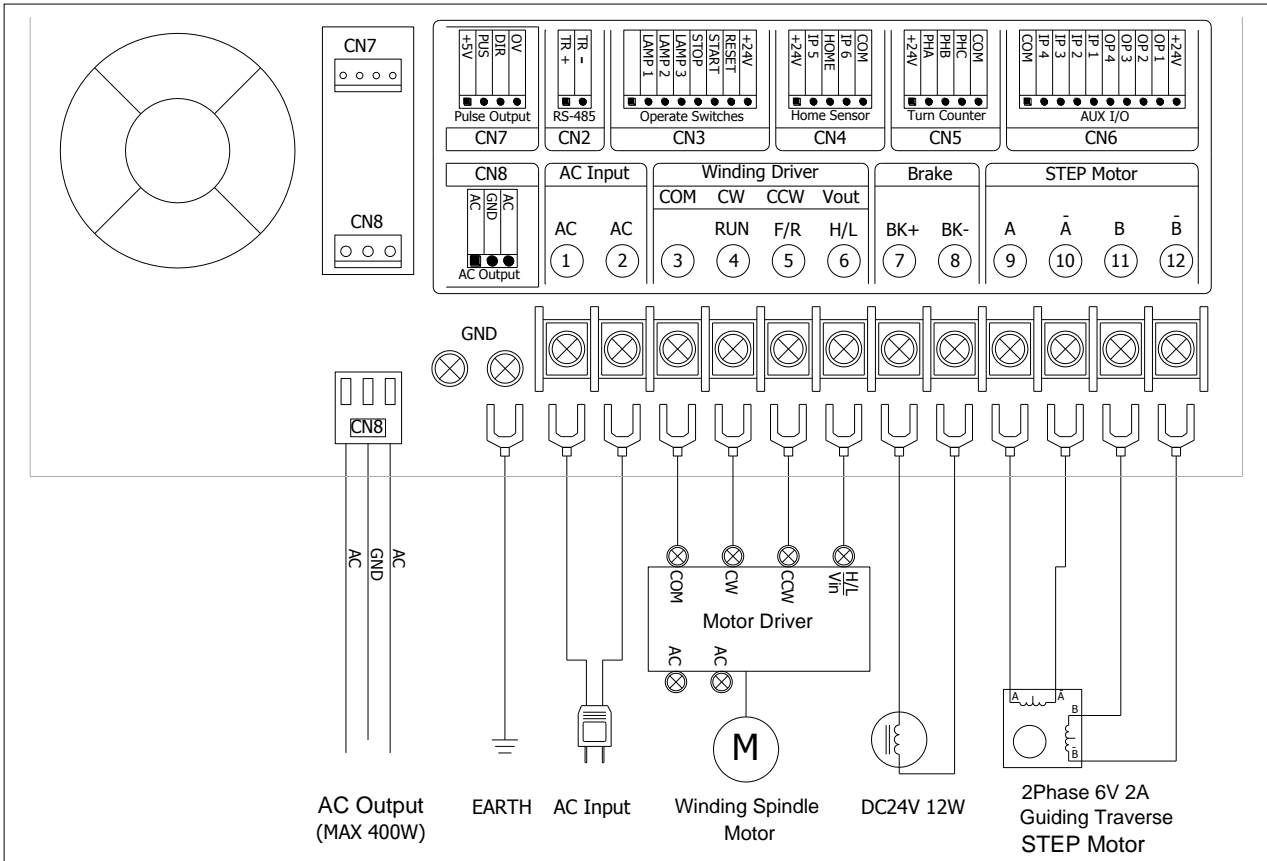 CN7
CN8
+5V
PUS
DIR
OV
Pulse Output
CN7
TR +
TR -
RS-485
CN2
LAMP 1
LAMP 2
LAMP 3
STOP
START
RESET
+24V
Operate Switches
CN3
+24V
IP 5
HOME
IP 6
COM
Home Sensor
CN4
+24V
PHA
PHB
PHC
COM
Turn Counter
CN5
COM
IP 4
IP 3
IP 2
IP 1
OP 4
OP 3
OP 2
OP 1
+24V
AUX I/O
CN6
CN8
AC
GND
AC
AC Output
AC Input
AC AC
1 2
Winding Driver
COM CW CCW Vout
RUN F/R H/L
3 4 5 6
Brake
BK+ BK-
7 8
STEP Motor
A Ā B B̄
9 10 11 12
GND
CN8
AC
GND
AC
COM
CW
CCW
H/L
Vin
Motor Driver
AC
AC
M
A Ā
B
B̄
AC Output
(MAX 400W)
EARTH
AC Input
Winding Spindle
Motor
DC24V 12W
2Phase 6V 2A
Guiding Traverse
STEP Motor